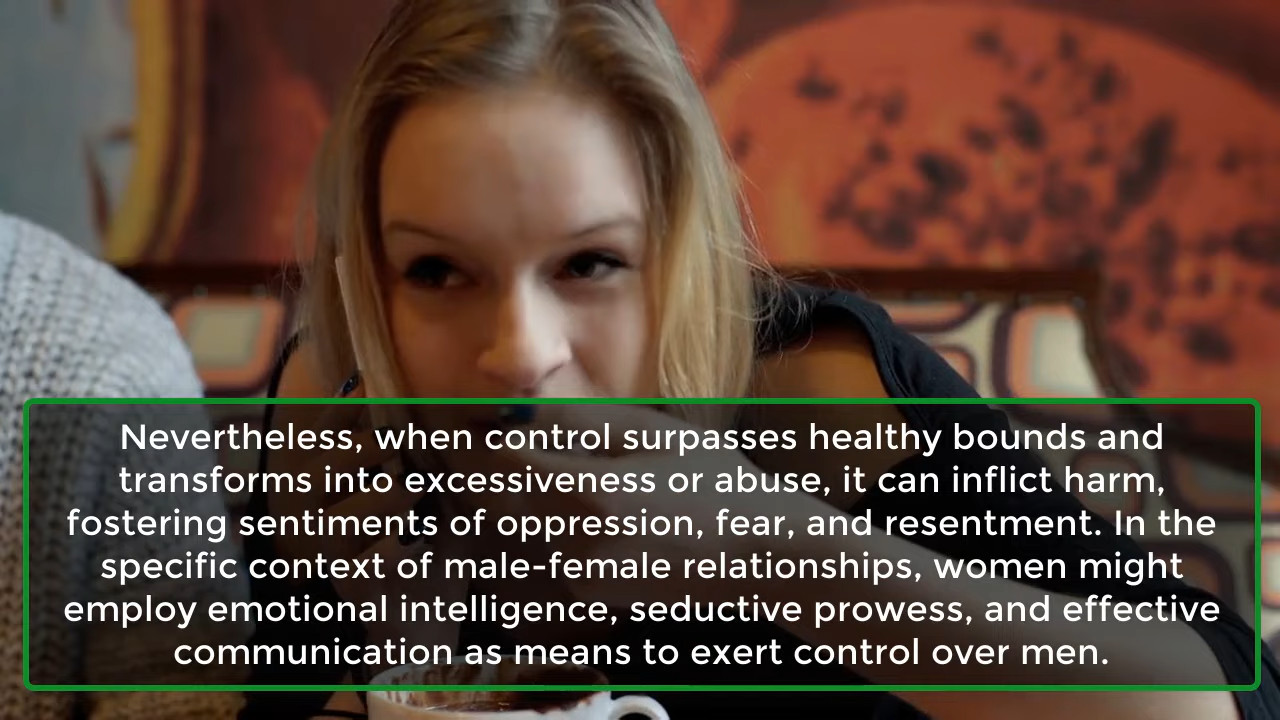 Nevertheless, when control surpasses healthy bounds and
transforms into excessiveness or abuse, it can inflict harm,
fostering sentiments of oppression, fear, and resentment. In the
specific context of male-female relationships, women might
employ emotional intelligence, seductive prowess, and effective
communication as means to exert control over men.